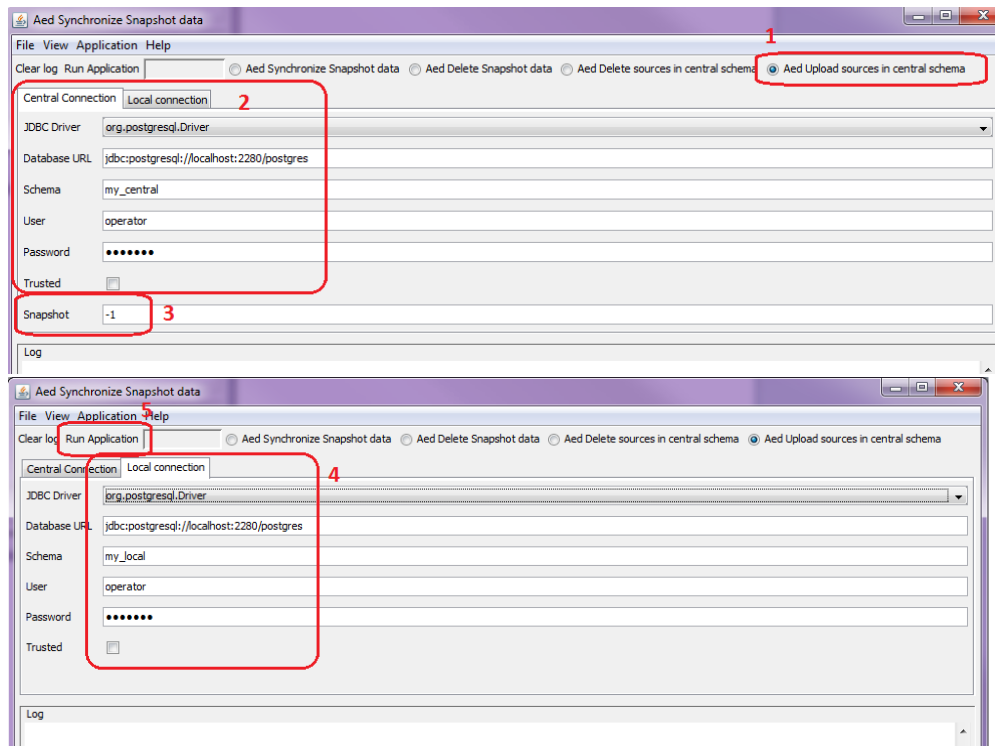 Aed Synchronize Snapshot data
1
File View Application Help
Clear log Run Application Aed Synchronize Snapshot data Aed Delete Snapshot data Aed Delete sources in central schema Aed Upload sources in central schema
Central Connection Local connection 2
JDBC Driver org.postgresql.Driver
Database URL jdbc:postgresql://localhost:2280/postgres
Schema my_central
User operator
Password •••••••
Trusted
Snapshot -1 3
Log
Aed Synchronize Snapshot data
5
File View Application Help
Clear log Run Application Aed Synchronize Snapshot data Aed Delete Snapshot data Aed Delete sources in central schema Aed Upload sources in central schema
Central Connection Local connection 4
JDBC Driver org.postgresql.Driver
Database URL jdbc:postgresql://localhost:2280/postgres
Schema my_local
User operator
Password •••••••
Trusted
Log